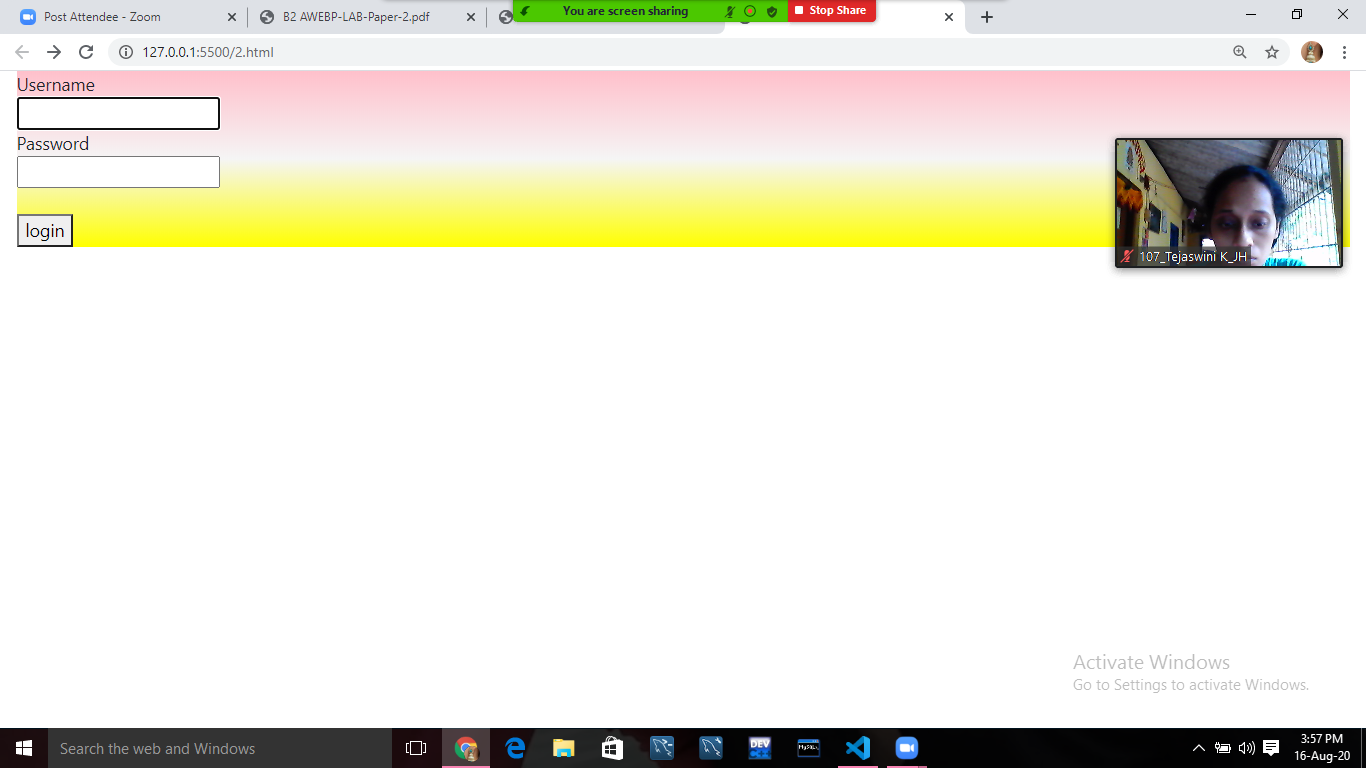 Post Attendee - Zoom
B2 AWEBP-LAB-Paper-2.pdf
You are screen sharing
Stop Share
127.0.0.1:5500/2.html
Username
Password
login
107_Tejaswini K_JH
Activate Windows
Go to Settings to activate Windows.
Search the web and Windows
DEV
MySQL
3:57 PM
16-Aug-20